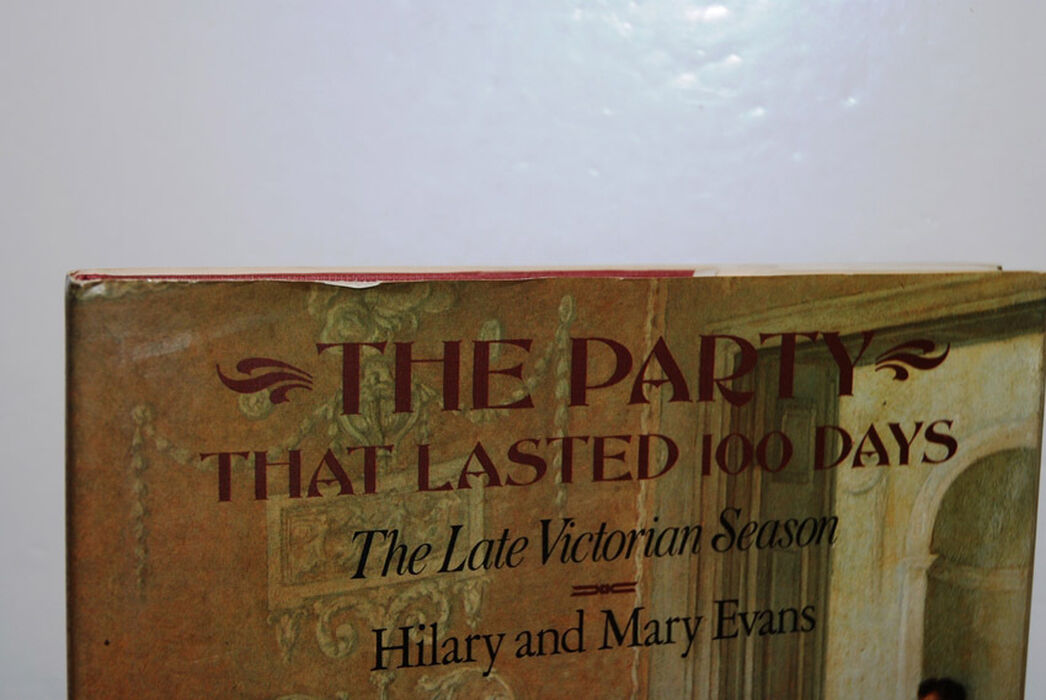 THE PARTY
THAT LASTED 100 DAYS
The Late Victorian Season
Hilary and Mary Evans